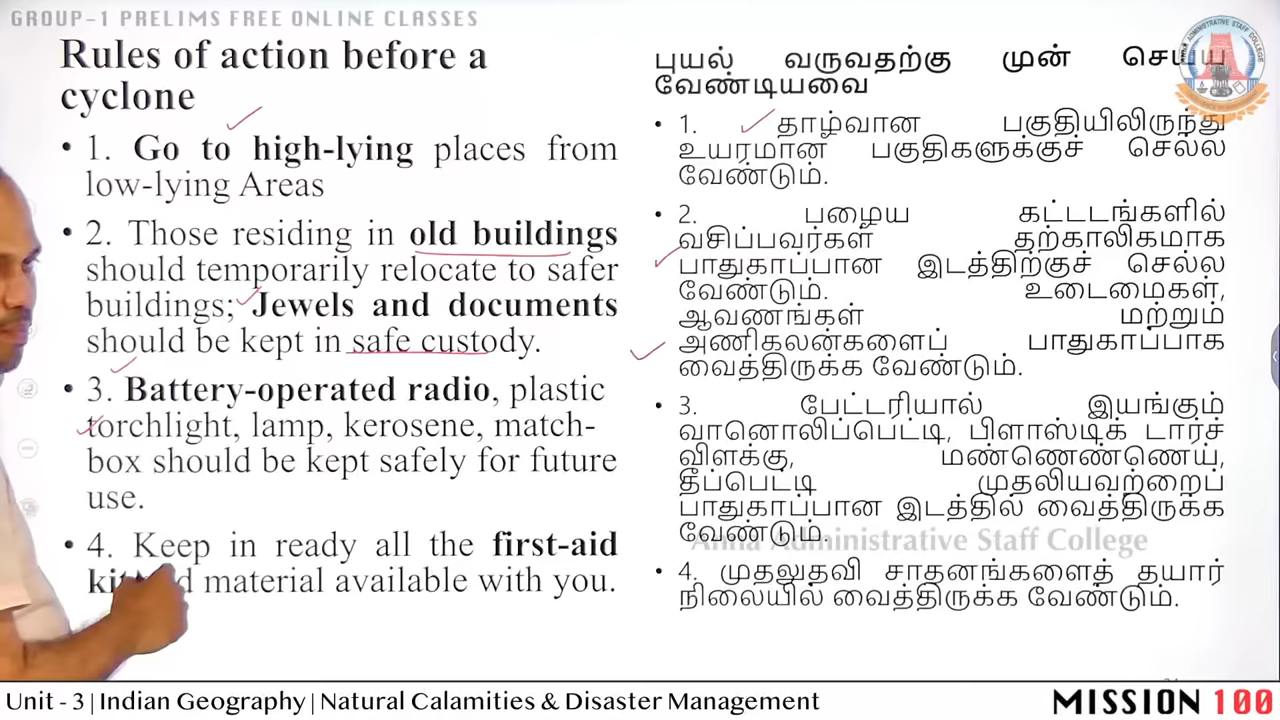 GROUP-1 PRELIMS FREE ONLINE CLASSES
Rules of action before a
cyclone
• 1. Go to high-lying places from
low-lying Areas
• 2. Those residing in old buildings
should temporarily relocate to safer
buildings; Jewels and documents
should be kept in safe custody.
• 3. Battery-operated radio, plastic
torchlight, lamp, kerosene, match-
box should be kept safely for future
use.
• 4. Keep in ready all the first-aid
material available with you.
புயல் வருவதற்கு முன் செய்ய
வேண்டியவை
• 1. தாழ்வான பகுதியிலிருந்து
உயரமான பகுதிகளுக்குச் செல்ல
வேண்டும்.
• 2. பழைய கட்டடங்களில்
வசிப்பவர்கள் தற்காலிகமாக
பாதுகாப்பான இடத்திற்குச் செல்ல
வேண்டும். உடைமைகள்,
ஆவணங்கள் மற்றும்
அணிகலன்களைப் பாதுகாப்பாக
வைத்திருக்க வேண்டும்.
• 3. பேட்டரியால் இயங்கும்
வானொலிப்பெட்டி, பிளாஸ்டிக் டார்ச்
விளக்கு, மண்ணெண்ணெய்,
தீப்பெட்டி முதலியவற்றைப்
பாதுகாப்பான இடத்தில் வைத்திருக்க
வேண்டும்.
Anna Administrative Staff College
• 4. முதலுதவி சாதனங்களைத் தயார்
நிலையில் வைத்திருக்க வேண்டும்.
Unit - 3 | Indian Geography | Natural Calamities & Disaster Management
MISSION 100